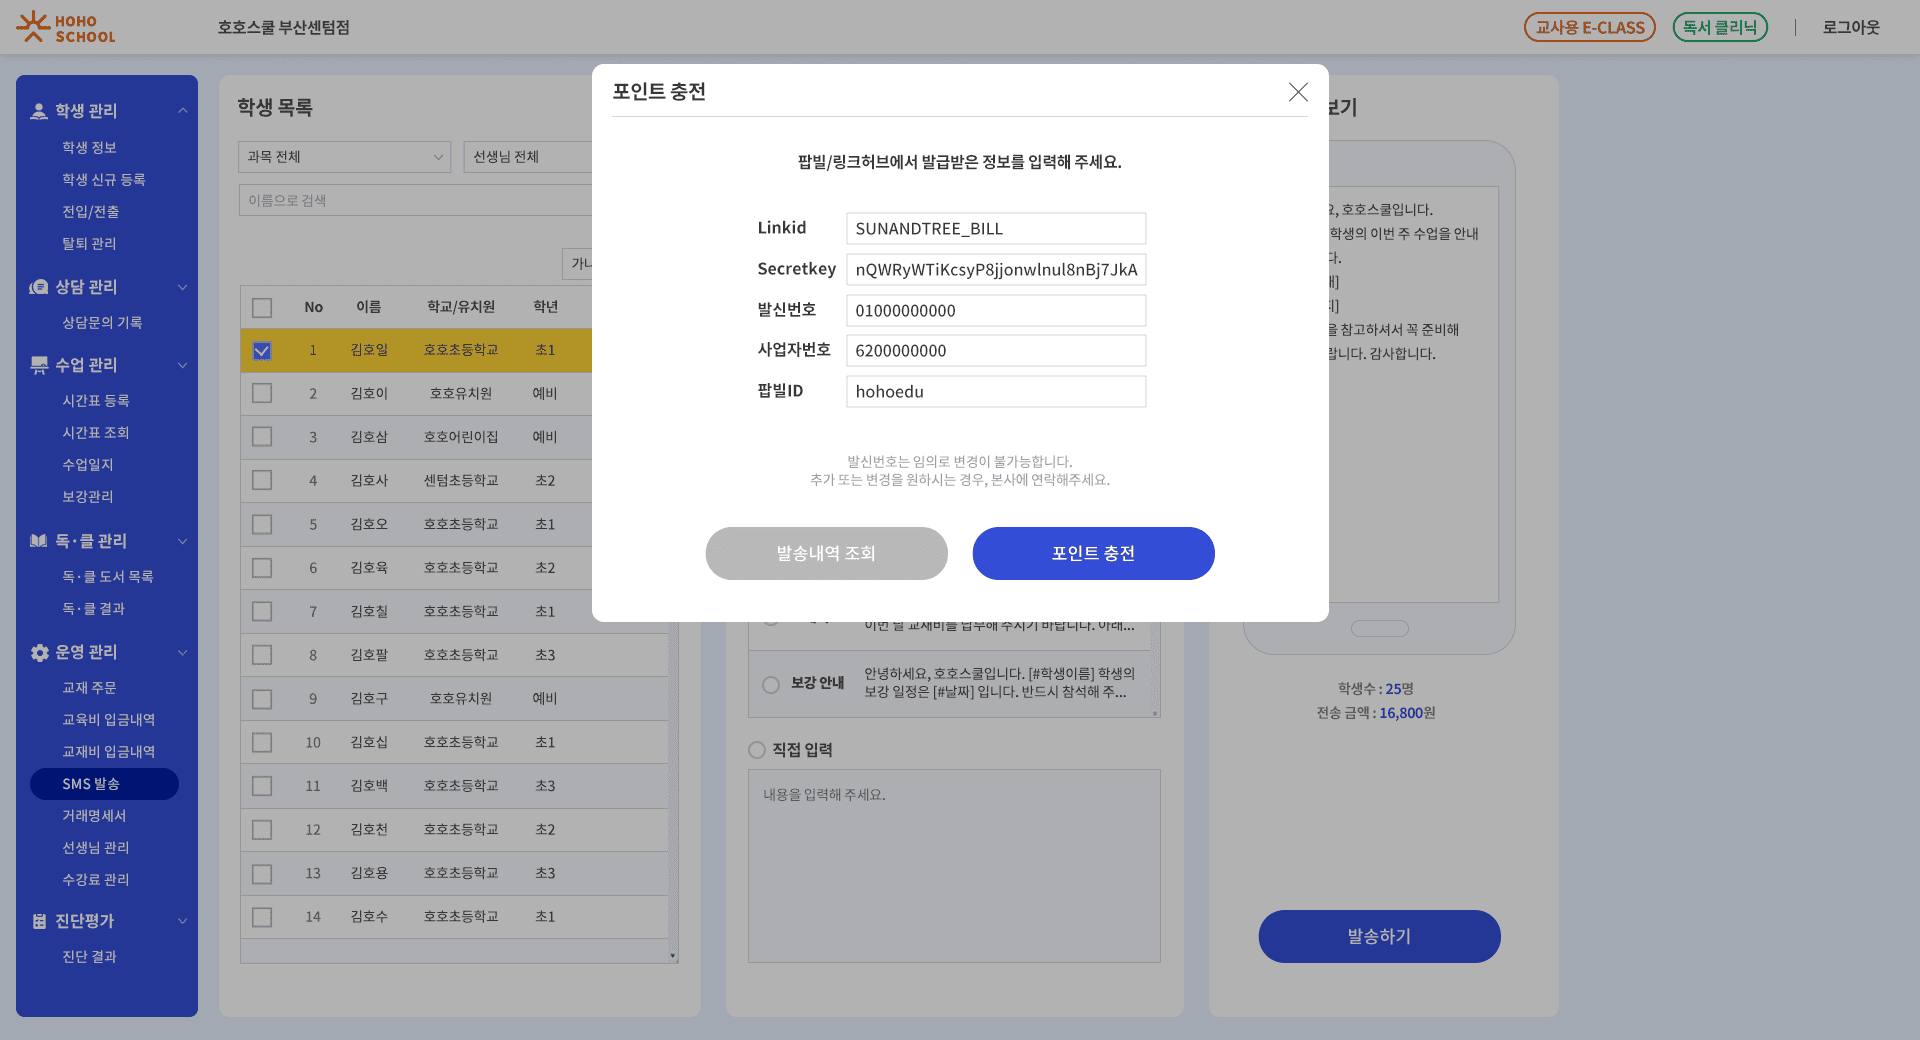 HOHO
SCHOOL
호호스쿨 부산센텀점
교사용 E-CLASS
독서 클리닉
로그아웃
학생 관리
학생 정보
학생 신규 등록
전입/전출
탈퇴 관리
상담 관리
상담문의 기록
수업 관리
시간표 등록
시간표 조회
수업일지
보강관리
독·클 관리
독·클 도서 목록
독·클 결과
운영 관리
교재 주문
교육비 입금내역
교재비 입금내역
SMS 발송
거래명세서
선생님 관리
수강료 관리
진단평가
진단 결과
학생 목록
과목 전체
선생님 전체
이름으로 검색
No 이름 학교/유치원 학년
1 김호일 호호초등학교 초1
2 김호이 호호유치원 예비
3 김호삼 호호어린이집 예비
4 김호사 센텀초등학교 초2
5 김호오 호호초등학교 초1
6 김호육 호호초등학교 초2
7 김호칠 호호초등학교 초1
8 김호팔 호호초등학교 초3
9 김호구 호호유치원 예비
10 김호십 호호초등학교 초1
11 김호백 호호초등학교 초3
12 김호천 호호초등학교 초2
13 김호용 호호초등학교 초3
14 김호수 호호초등학교 초1
포인트 충전
팝빌/링크허브에서 발급받은 정보를 입력해 주세요.
Linkid SUNANDTREE_BILL
Secretkey nQWRyWTiKcsyP8jjonwlnul8nBj7JkA
발신번호 01000000000
사업자번호 6200000000
팝빌ID hohoedu
발신번호는 임의로 변경이 불가능합니다.
추가 또는 변경을 원하시는 경우, 본사에 연락해주세요.
발송내역 조회
포인트 충전
이번 달 교재비를 납부해 주시기 바랍니다. 아래...
보강 안내
안녕하세요, 호호스쿨입니다. [#학생이름] 학생의
보강 일정은 [#날짜] 입니다. 반드시 참석해 주...
직접 입력
내용을 입력해 주세요.
보기
호호스쿨입니다.
학생의 이번 주 수업을 안내
참고하셔서 꼭 준비해
감사합니다.
학생수 : 25명
전송 금액 : 16,800원
발송하기